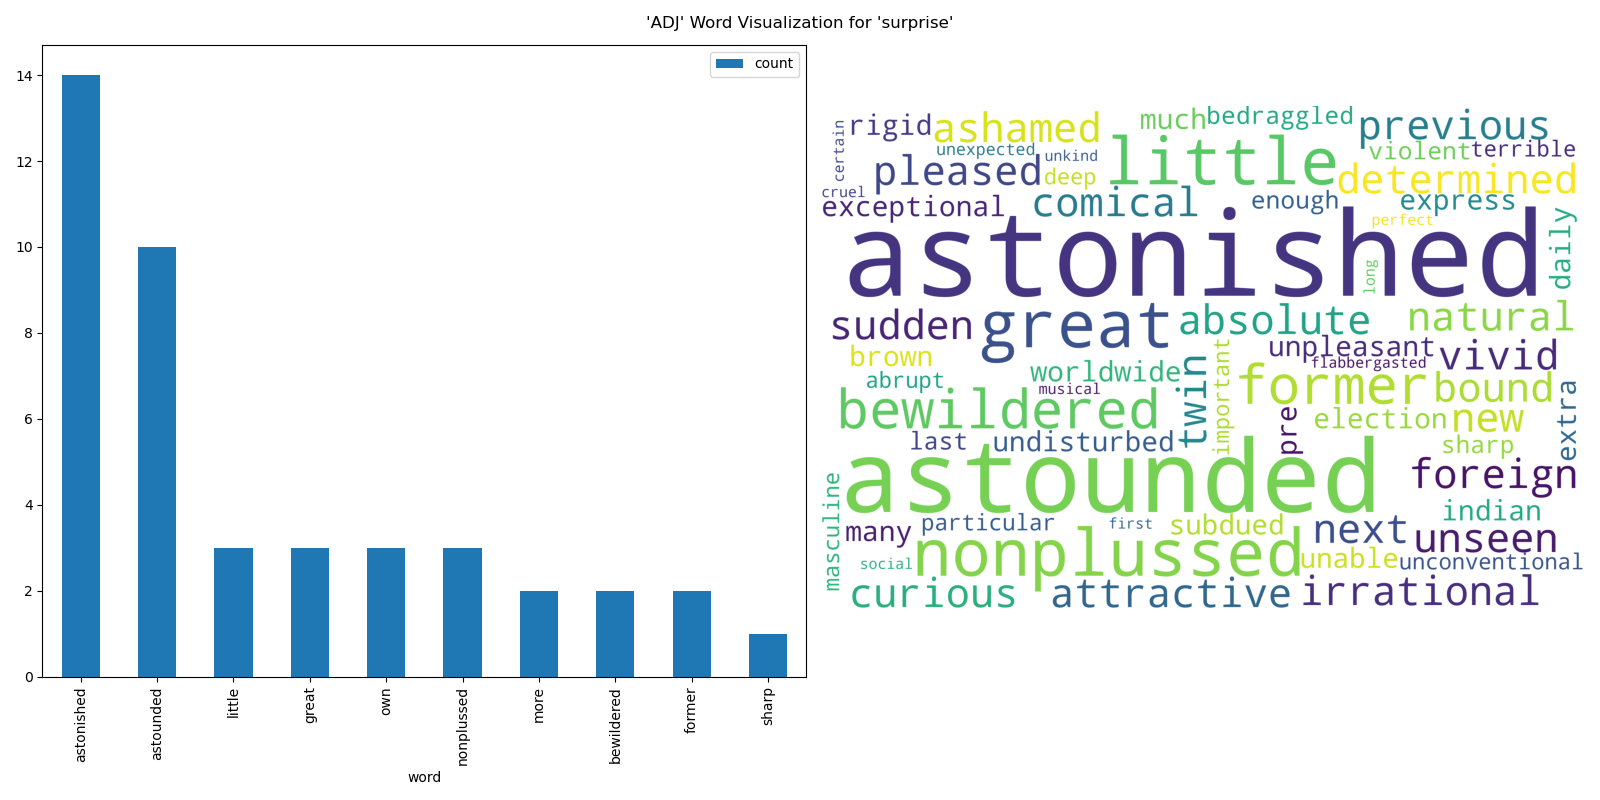 'ADJ' Word Visualization for 'surprise'
count
14
12
10
8
6
4
2
0
astonished
astounded
little
great
own
nonplussed
more
bewildered
former
sharp
word
certain
rigid
ashamed
much
bedraggled
previous
unexpected
unkind
little
violent
terrible
cruel
pleased
deep
determined
exceptional
comical
enough
express
perfect
daily
astonished
long
sudden
great
absolute
natural
brown
unpleasant
vivid
flabbergasted
abrupt
worldwide
musical
twin
important
former
bound
extra
bewildered
pre
election
new
last
undisturbed
sharp
astounded
foreign
masculine
many
particular
first
subdued
next
indian
unseen
social
nonplussed
unable
unconventional
curious
attractive
irrational